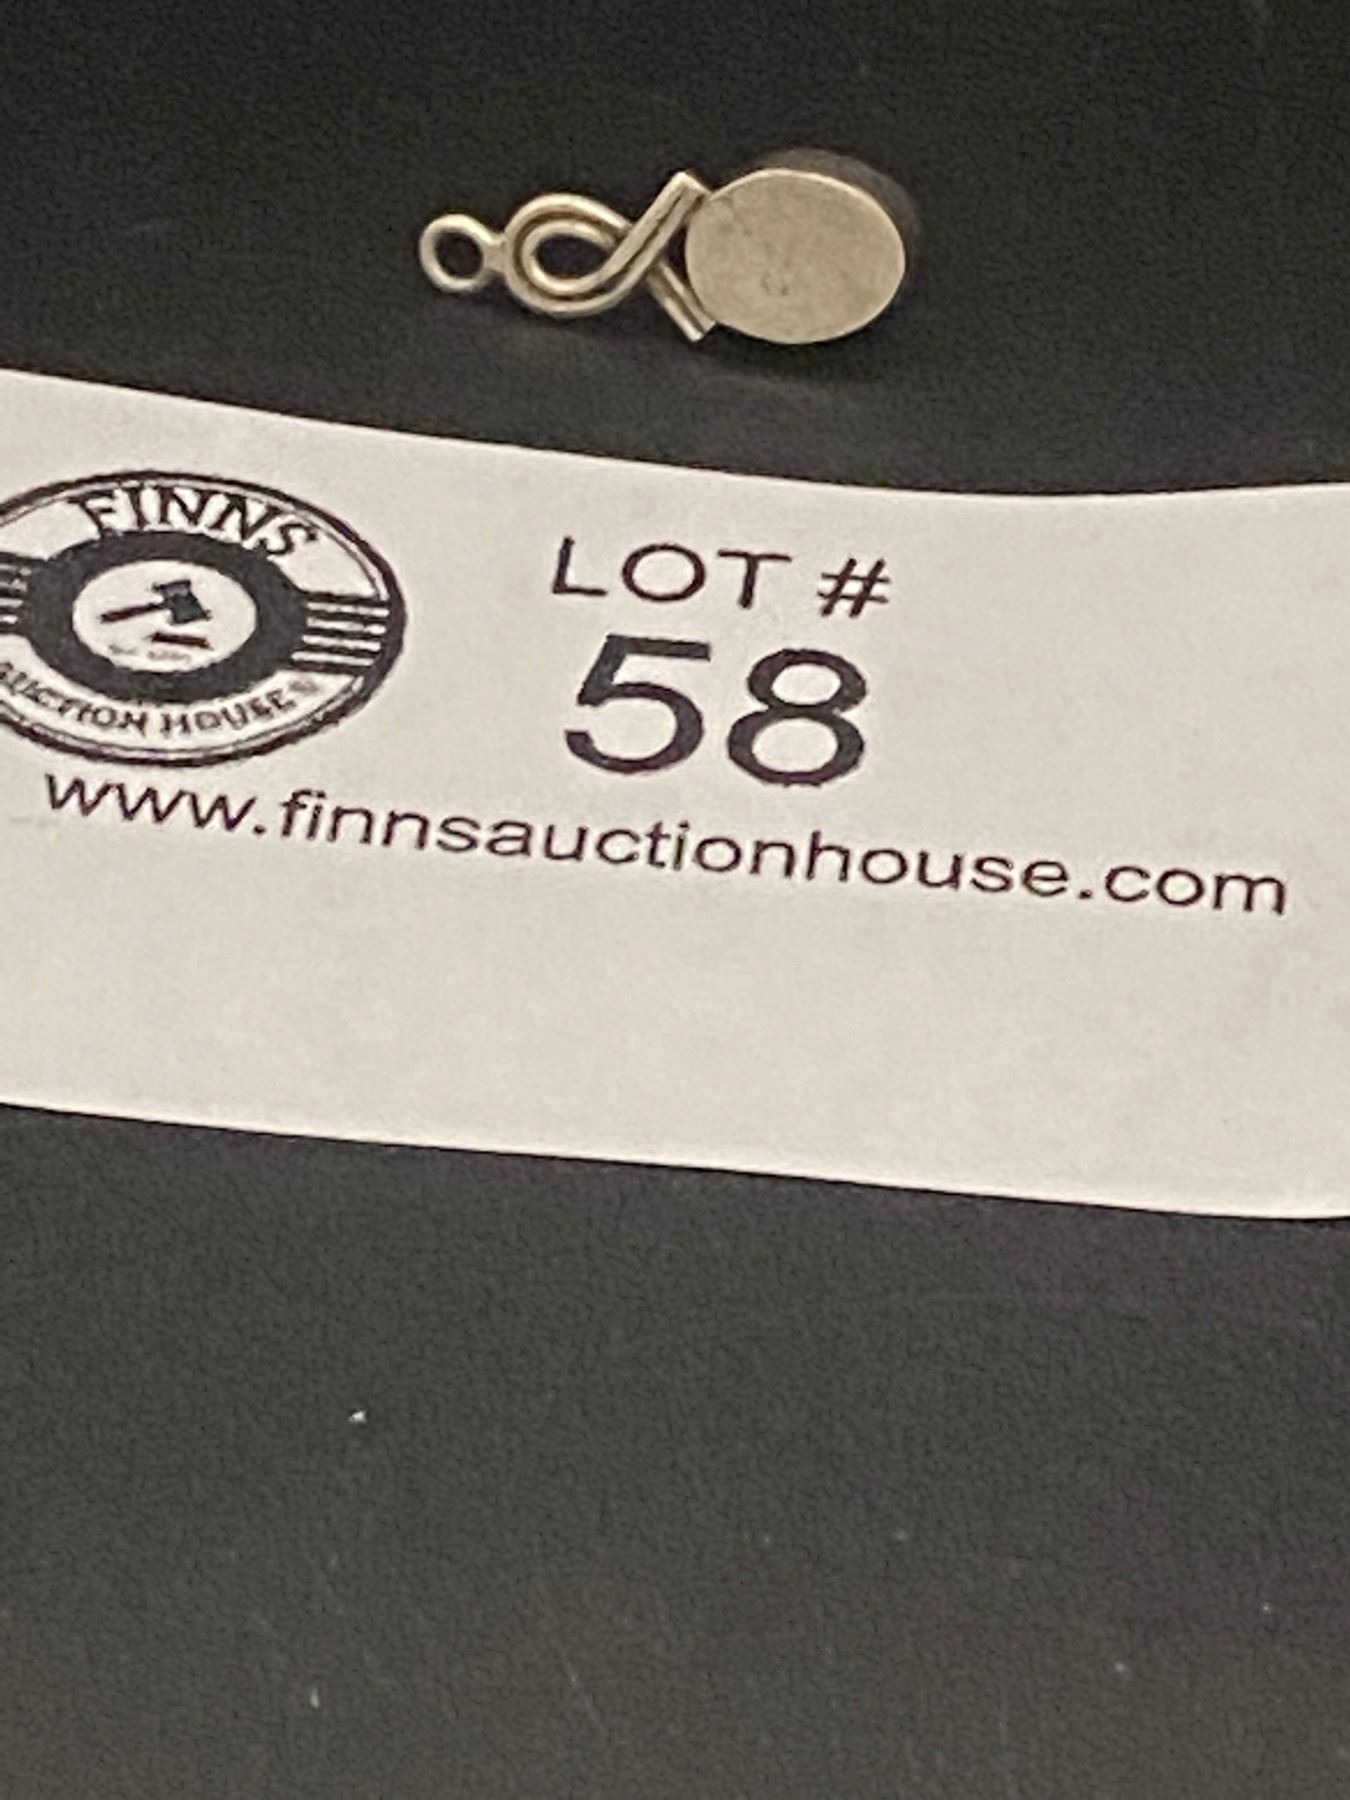 FINNS
AUCTION HOUSE
LOT #
58
www.finnsauctionhouse.com